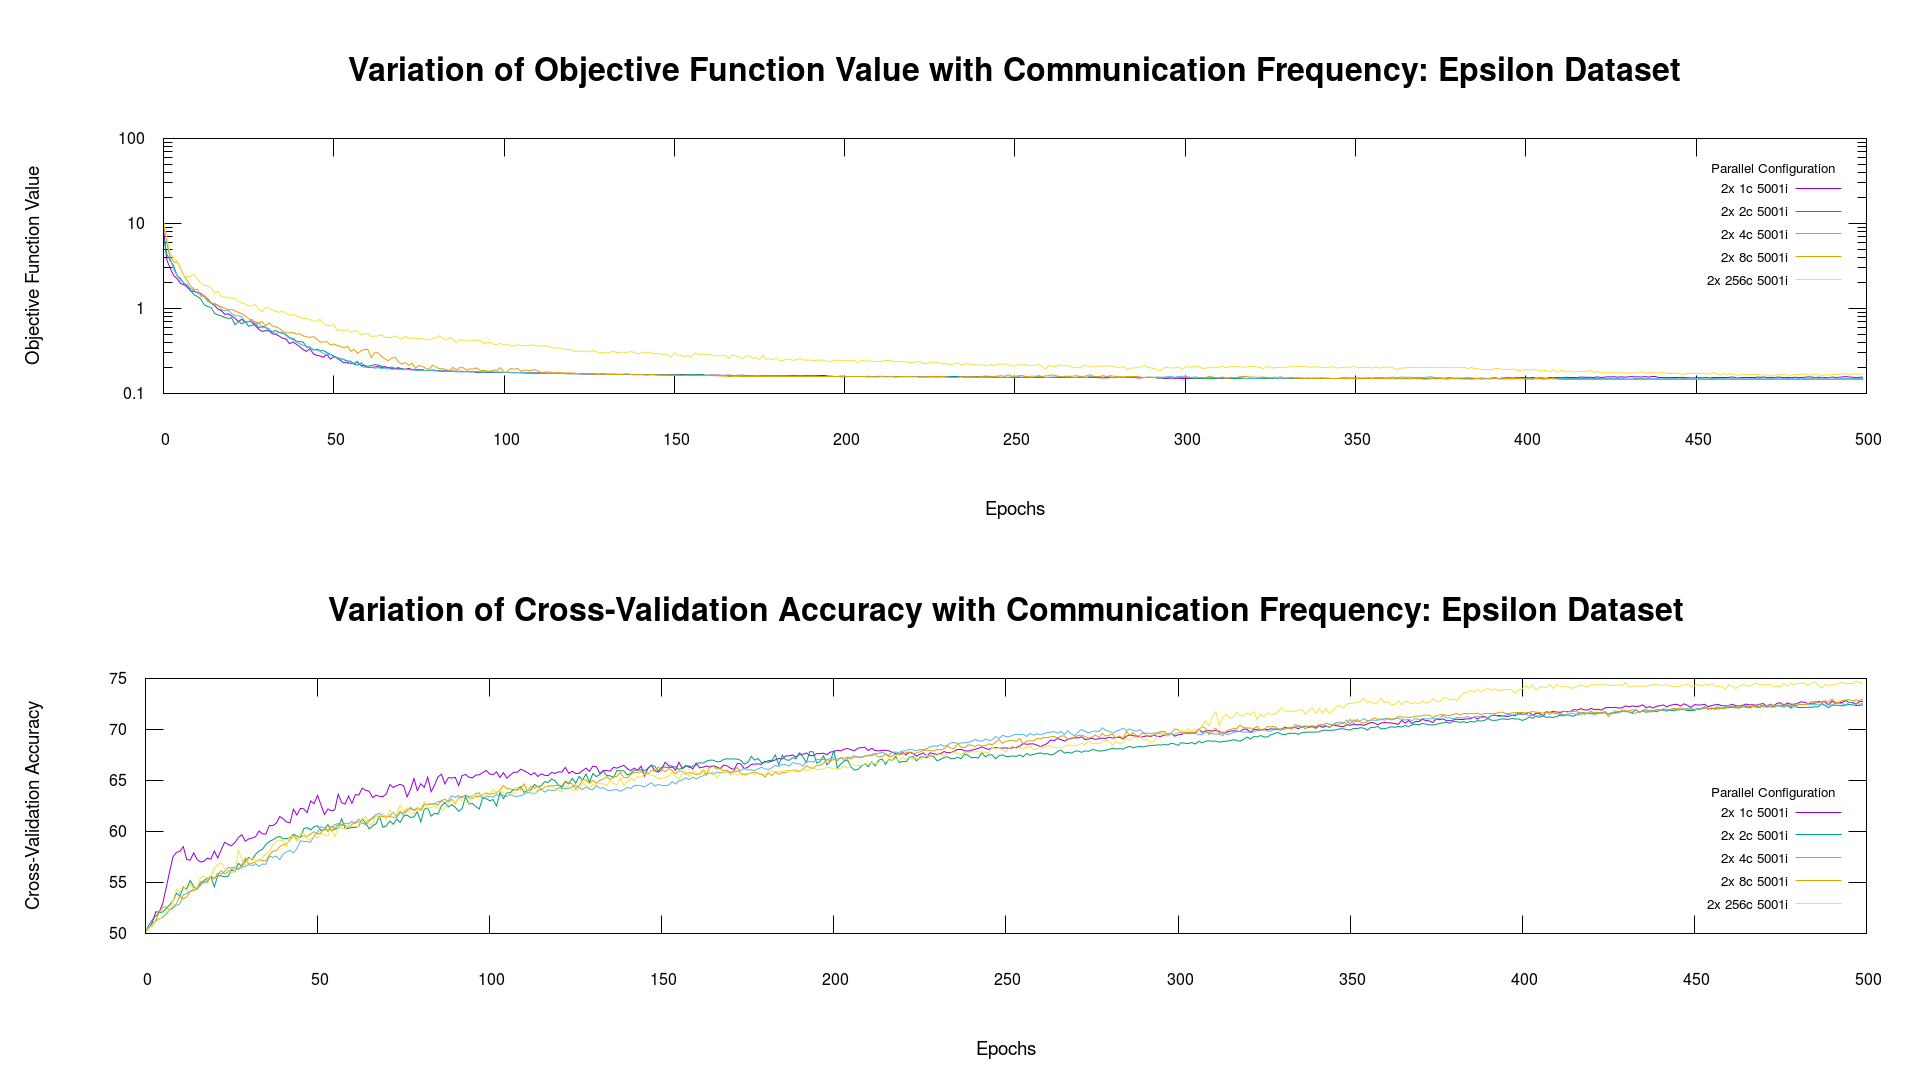 Variation of Objective Function Value with Communication Frequency: Epsilon Dataset
Objective Function Value
100
10
1
0.1
Parallel Configuration
2x 1c 5001i
2x 2c 5001i
2x 4c 5001i
2x 8c 5001i
2x 256c 5001i
0 50 100 150 200 250 300 350 400 450 500
Epochs
Variation of Cross-Validation Accuracy with Communication Frequency: Epsilon Dataset
Cross-Validation Accuracy
75
70
65
60
55
50
Parallel Configuration
2x 1c 5001i
2x 2c 5001i
2x 4c 5001i
2x 8c 5001i
2x 256c 5001i
0 50 100 150 200 250 300 350 400 450 500
Epochs